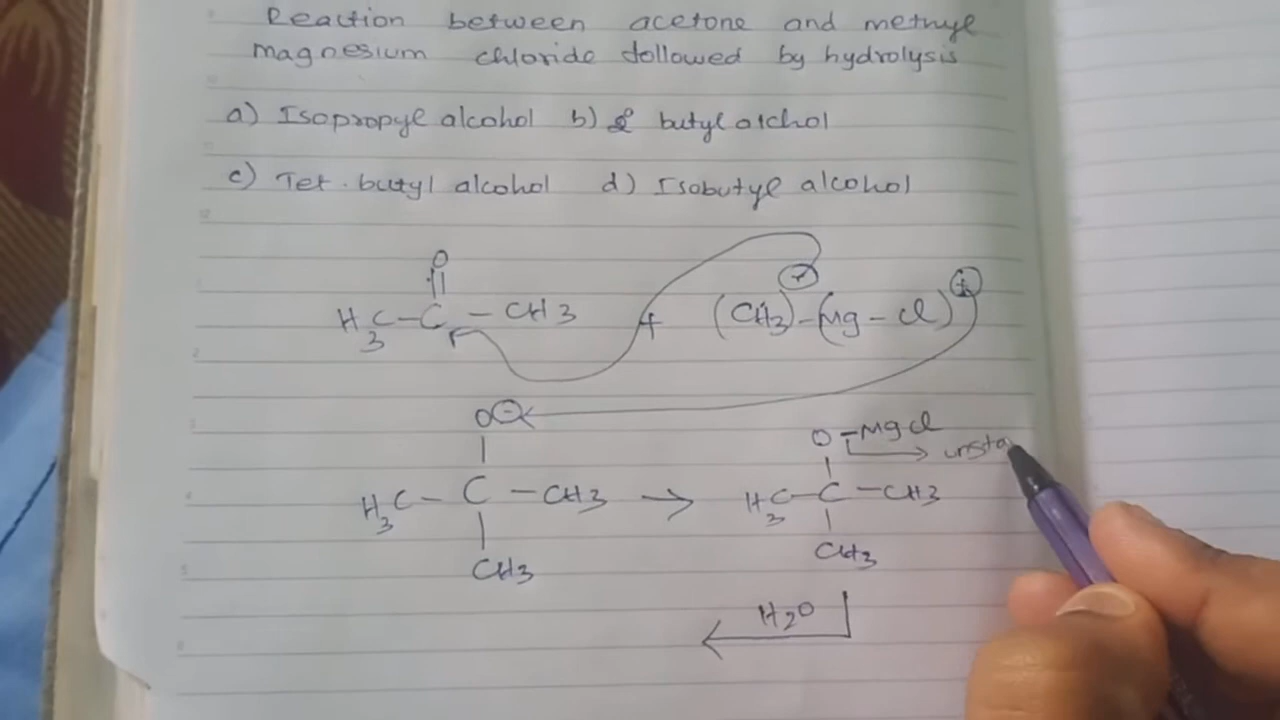 Reaction between acetone and methyl
magnesium chloride followed by hydrolysis
a) Isopropyl alcohol b) butyl alchol
c) Tet. butyl alcohol d) Isobutyl alcohol
O
H3C - C - CH3 + (CH3) - (Mg - Cl) +
O -
H3C - C - CH3 →
CH3
O - MgCl → unsta
H3C - C - CH3
CH3
H2O